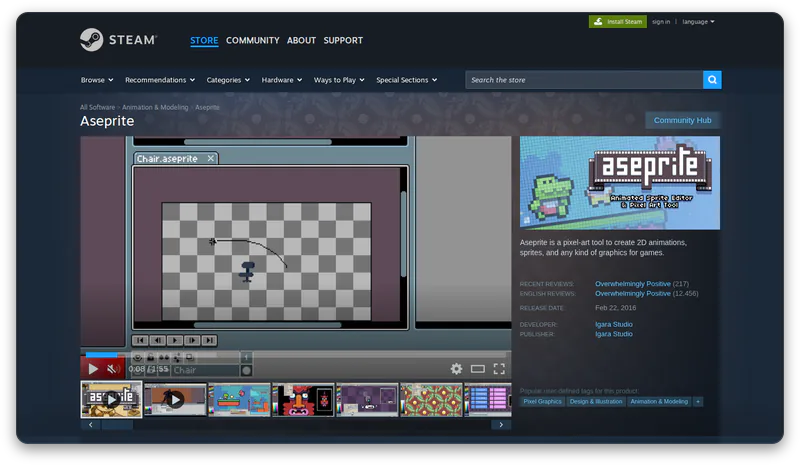 Install Steam
sign in | language
STEAM®
STORE COMMUNITY ABOUT SUPPORT
Browse Recommendations Categories Hardware Ways to Play Special Sections
Search the store
All Software > Animation & Modeling > Aseprite
Aseprite
Community Hub
Chair.aseprite
0:08 / 1:55
1
Chair
aseprite
Animated Sprite Editor
& Pixel Art Tool
Aseprite is a pixel-art tool to create 2D animations,
sprites, and any kind of graphics for games.
RECENT REVIEWS: Overwhelmingly Positive (217)
ENGLISH REVIEWS: Overwhelmingly Positive (12,456)
RELEASE DATE: Feb 22, 2016
DEVELOPER: Igara Studio
PUBLISHER: Igara Studio
Popular user-defined tags for this product:
Pixel Graphics Design & Illustration Animation & Modeling +
aseprite